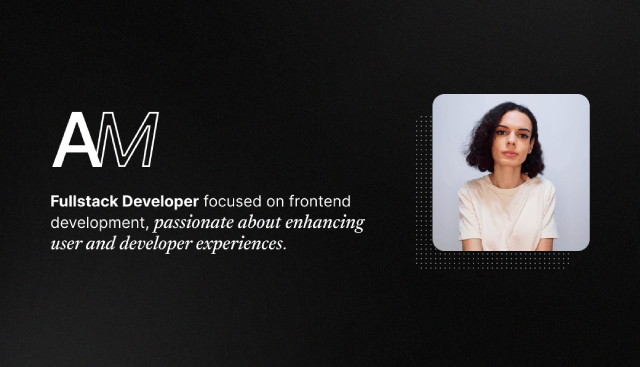 AM
Fullstack Developer focused on frontend
development, passionate about enhancing
user and developer experiences.